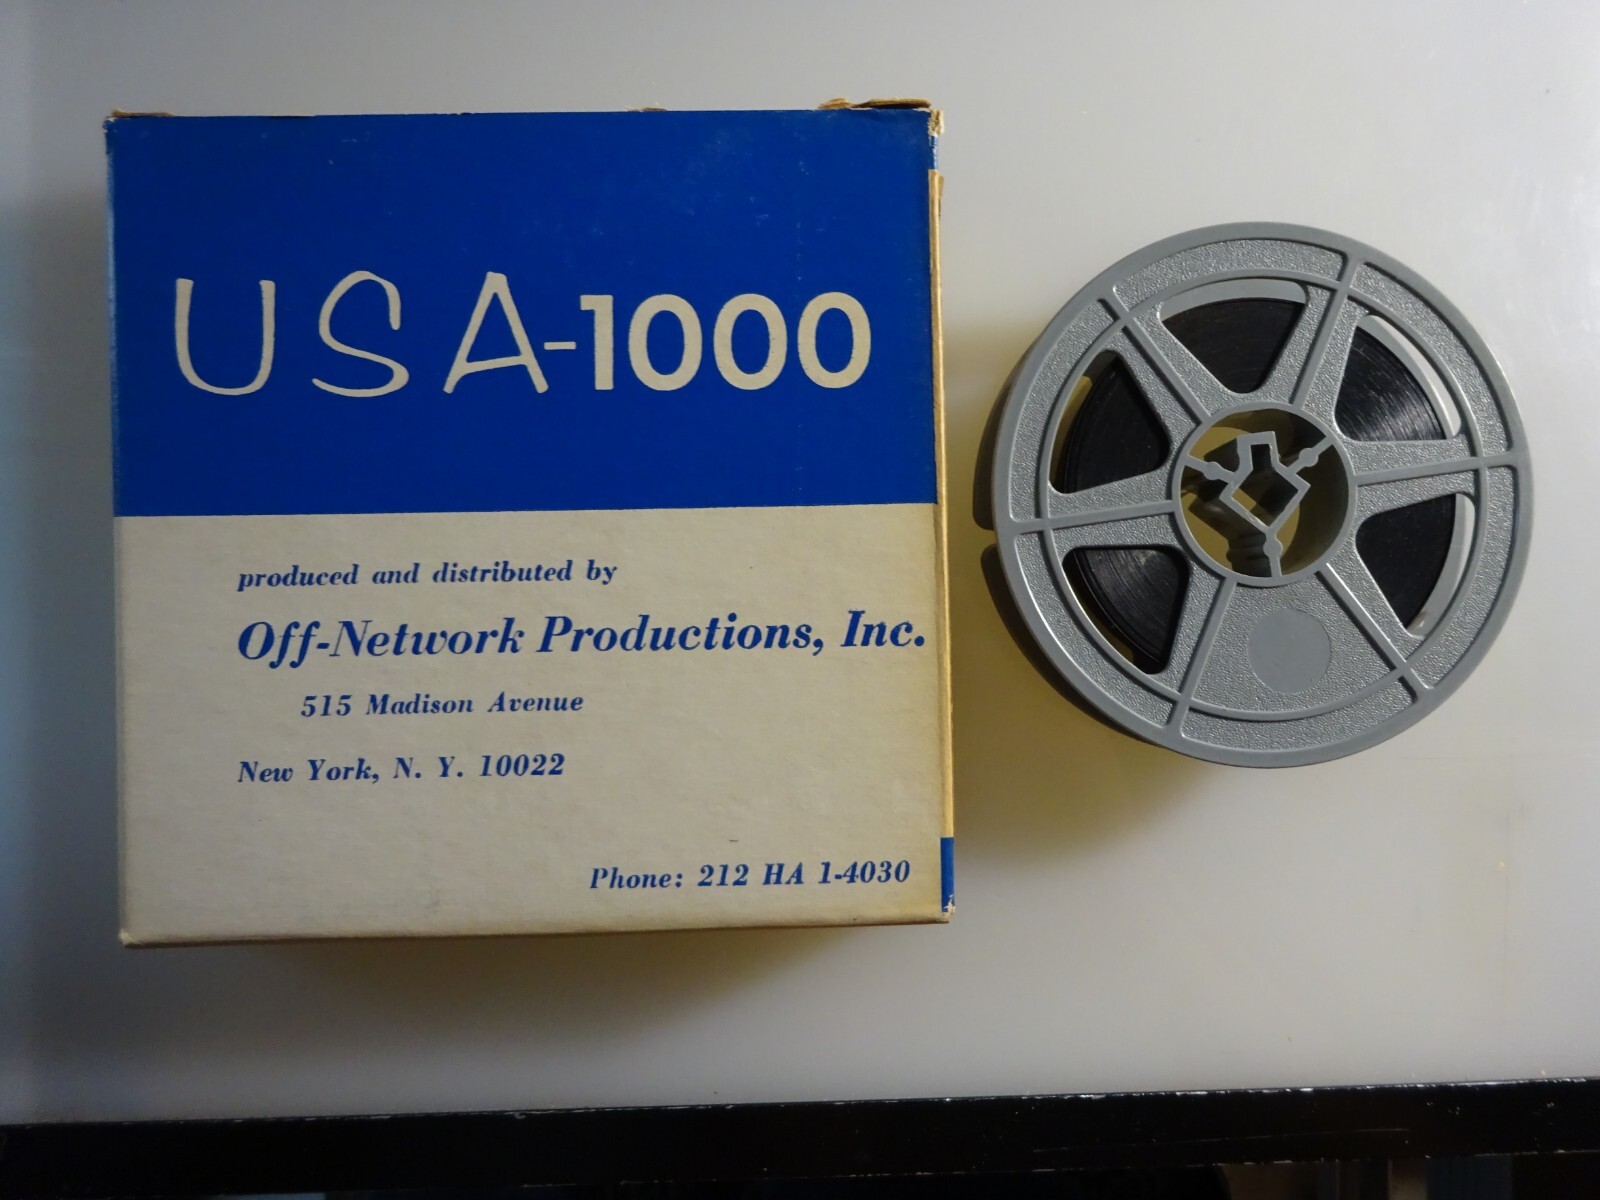 USA-1000
produced and distributed by
Off-Network Productions, Inc.
515 Madison Avenue
New York, N. Y. 10022
Phone: 212 HA 1-4030